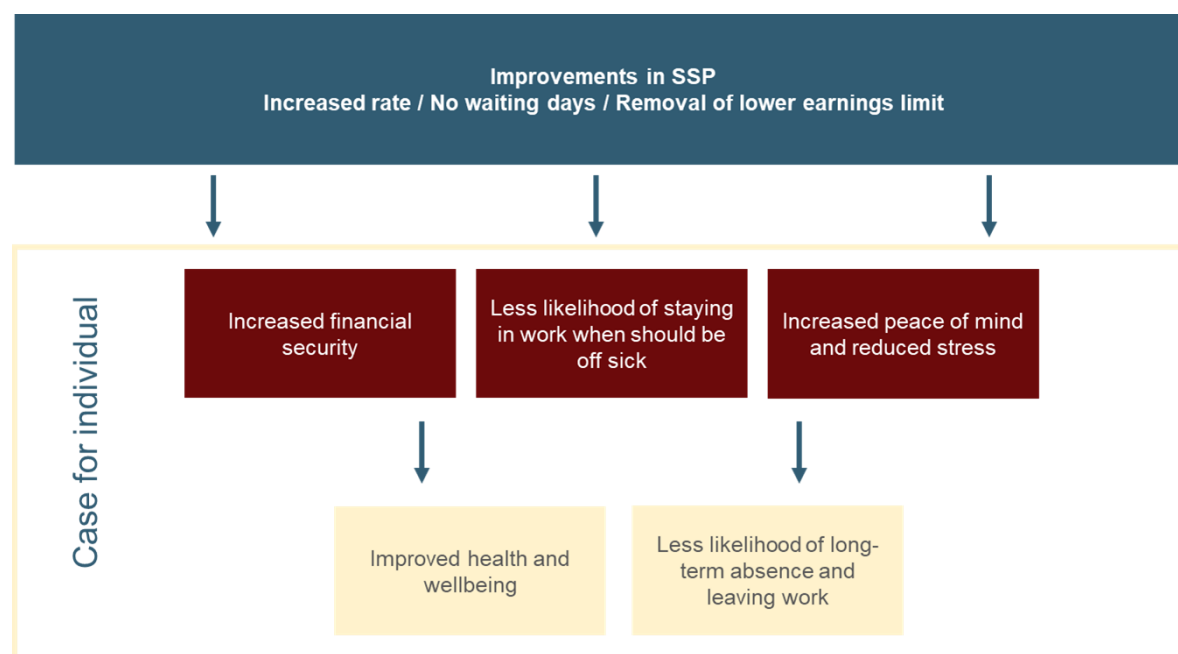 Improvements in SSP
Increased rate / No waiting days / Removal of lower earnings limit
Case for individual
Increased financial
security
Less likelihood of staying
in work when should be
off sick
Increased peace of mind
and reduced stress
Improved health and
wellbeing
Less likelihood of long-
term absence and
leaving work